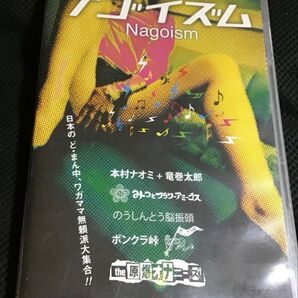 ナゴイズム
Nagoism
日本のど・まん中、ワガママ無頼派大集合!!
本村ナオミ+竜巻太郎
みいつとフラワーアミーゴス
のうしんとう脳振頭
ボンクラ峠
the 原爆オナニーズ